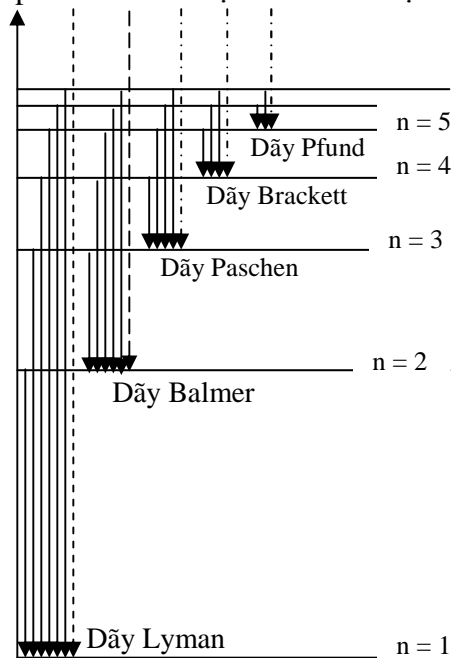 n = 5
Dãy Pfund
n = 4
Dãy Brackett
n = 3
Dãy Paschen
n = 2
Dãy Balmer
Dãy Lyman
n = 1